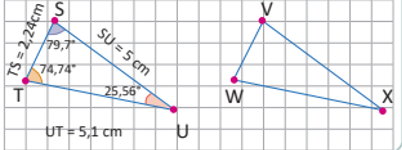 S
V
TS = 2,24cm
SU = 5 cm
79,7°
74,74°
25,56°
T
W
X
U
UT = 5,1 cm